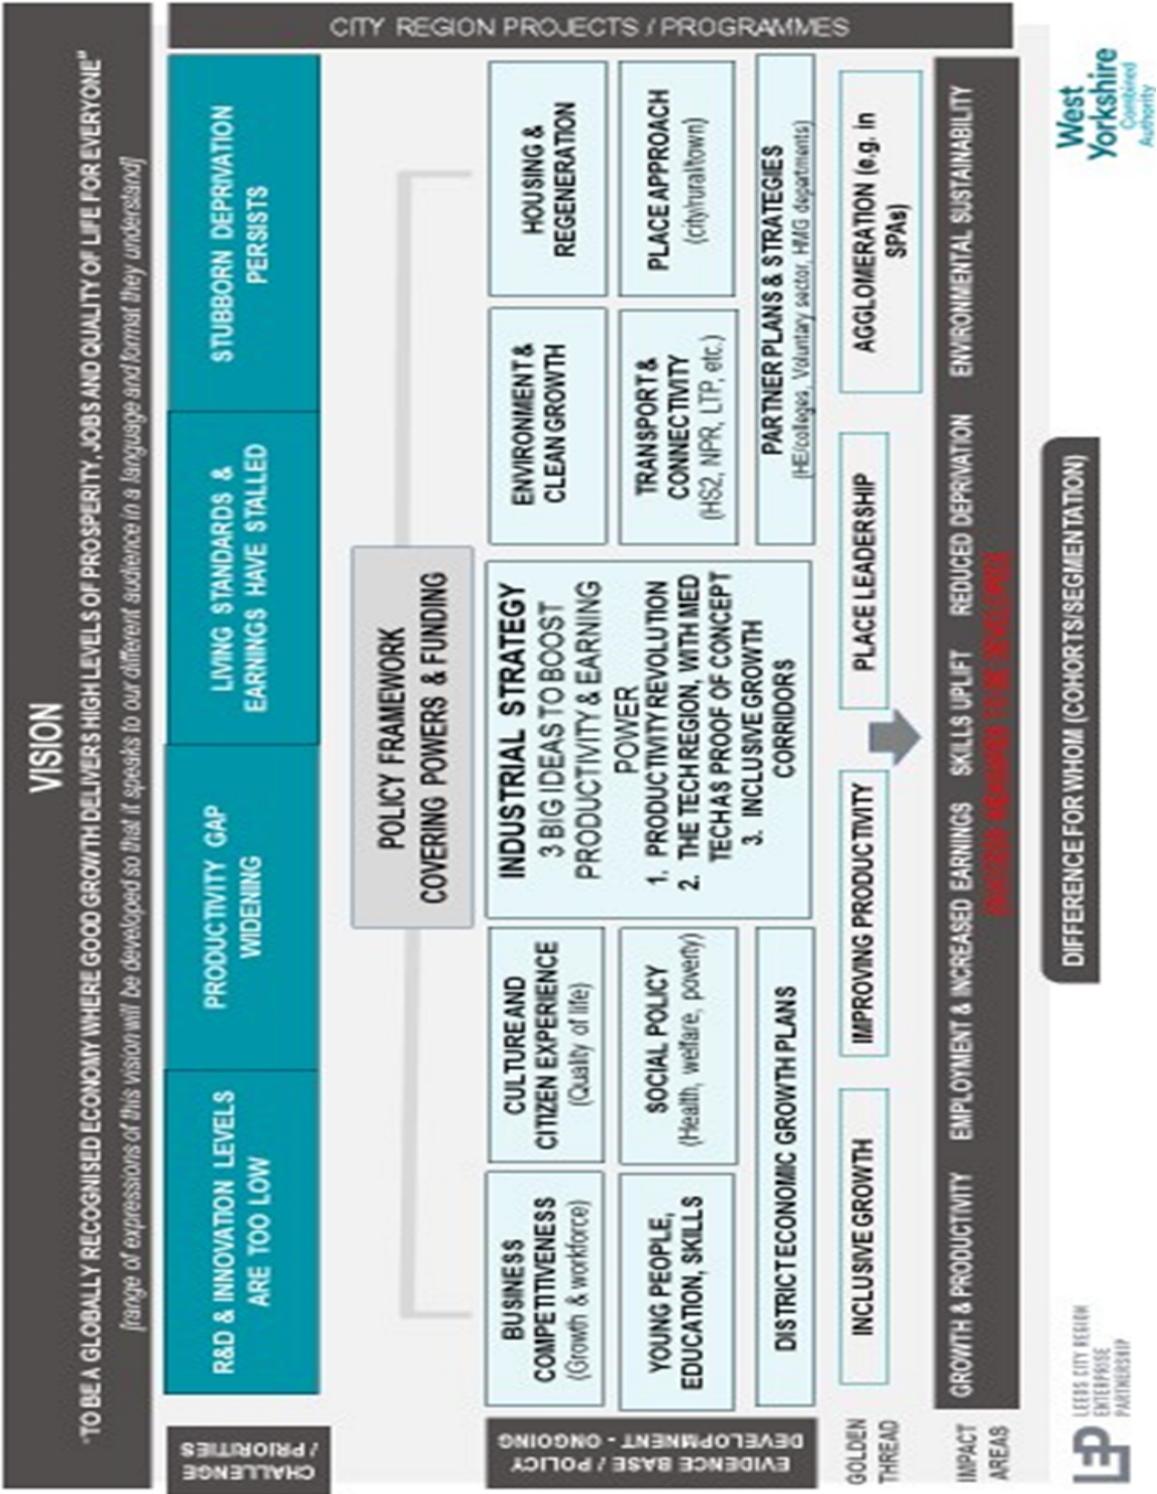 VISION
"TO BE A GLOBALLY RECOGNISED ECONOMY WHERE GOOD GROWTH DELIVERS HIGH LEVELS OF PROSPERITY, JOBS AND QUALITY OF LIFE FOR EVERYONE"
[range of expressions of this vision will be developed so that it speaks to our different audience in a language and format they understand]
CHALLENGE
/ PRIORITIES
R&D & INNOVATION LEVELS
ARE TOO LOW
PRODUCTIVITY GAP
WIDENING
LIVING STANDARDS &
EARNINGS HAVE STALLED
STUBBORN DEPRIVATION
PERSISTS
CITY REGION PROJECTS / PROGRAMMES
POLICY FRAMEWORK
COVERING POWERS & FUNDING
EVIDENCE BASE / POLICY
DEVELOPMNENT - ONGOING
BUSINESS
COMPETITIVENESS
(Growth & workforce)
CULTURE AND
CITIZEN EXPERIENCE
(Quality of life)
INDUSTRIAL STRATEGY
3 BIG IDEAS TO BOOST
PRODUCTIVITY & EARNING
POWER
1. PRODUCTIVITY REVOLUTION
2. THE TECH REGION, WITH MED
TECH AS PROOF OF CONCEPT
3. INCLUSIVE GROWTH
CORRIDORS
ENVIRONMENT &
CLEAN GROWTH
HOUSING &
REGENERATION
YOUNG PEOPLE,
EDUCATION, SKILLS
SOCIAL POLICY
(Health, welfare, poverty)
TRANSPORT &
CONNECTIVITY
(HS2, NPR, LTP, etc.)
PLACE APPROACH
(city/rural/town)
DISTRICT ECONOMIC GROWTH PLANS
PARTNER PLANS & STRATEGIES
(HE/colleges, Voluntary sector, HMG departments)
GOLDEN
THREAD
INCLUSIVE GROWTH
IMPROVING PRODUCTIVITY
PLACE LEADERSHIP
AGGLOMERATION (e.g. in
SPAs)
IMPACT
AREAS
GROWTH & PRODUCTIVITY
EMPLOYMENT & INCREASED EARNINGS
SKILLS UPLIFT
REDUCED DEPRIVATION
ENVIRONMENTAL SUSTAINABILITY
TO BE DEVELOPED
DIFFERENCE FOR WHOM (COHORTS/SEGMENTATION)
LEP
LEEDS CITY REGION
ENTERPRISE
PARTNERSHIP
West
Yorkshire
Combined
Authority